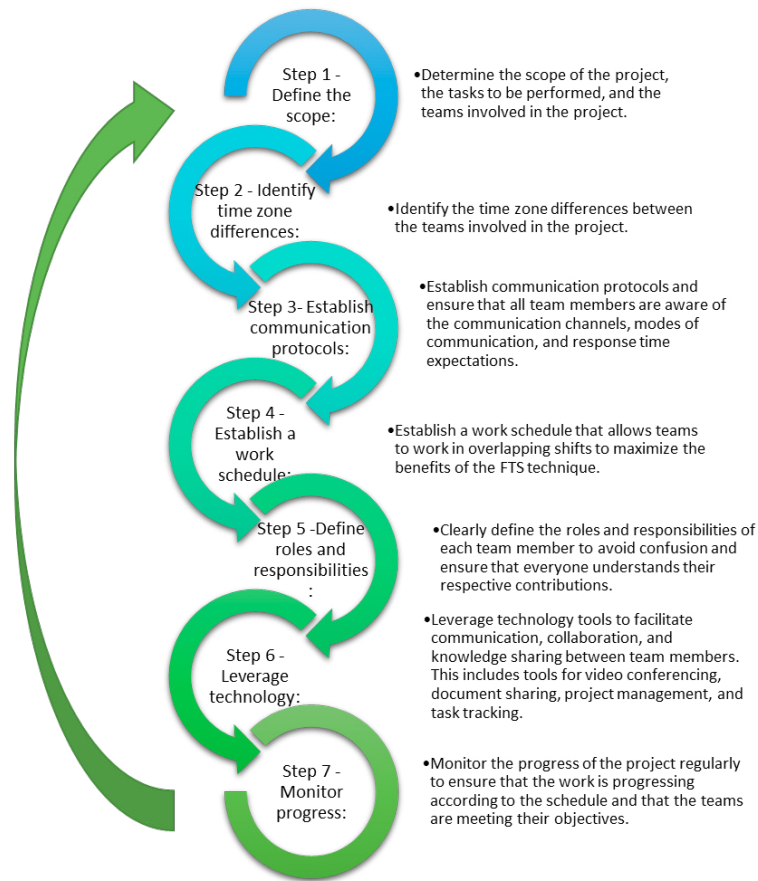 Step 1 -
Define the
scope:
•Determine the scope of the project,
the tasks to be performed, and the
teams involved in the project.
Step 2 - Identify
time zone
differences:
•Identify the time zone differences between
the teams involved in the project.
Step 3- Establish
communication
protocols:
•Establish communication protocols and
ensure that all team members are aware of
the communication channels, modes of
communication, and response time
expectations.
Step 4 -
Establish a
work
schedule:
•Establish a work schedule that allows teams
to work in overlapping shifts to maximize the
benefits of the FTS technique.
Step 5 -Define
roles and
responsibilities
:
•Clearly define the roles and responsibilities of
each team member to avoid confusion and
ensure that everyone understands their
respective contributions.
Step 6 -
Leverage
technology:
•Leverage technology tools to facilitate
communication, collaboration, and
knowledge sharing between team members.
This includes tools for video conferencing,
document sharing, project management, and
task tracking.
Step 7 -
Monitor
progress:
•Monitor the progress of the project regularly
to ensure that the work is progressing
according to the schedule and that the teams
are meeting their objectives.